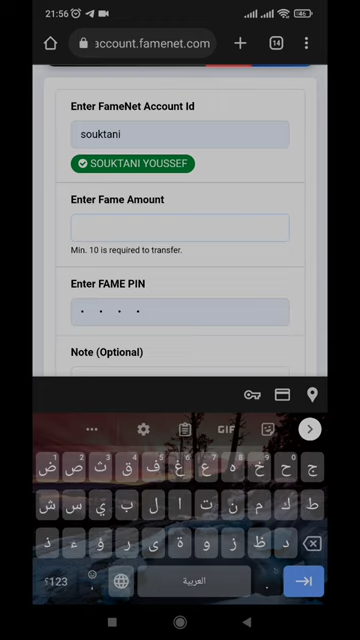 21:56
46
account.famenet.com
14
Enter FameNet Account Id
souktani
SOUKTANI YOUSSEF
Enter Fame Amount
Min. 10 is required to transfer.
Enter FAME PIN
Note (Optional)
GIF
ض ص ث ق ف غ ع ه خ ح ج
ش س ي ب ل ا ت ن م ك ط
ذ ء ؤ ر ى ة و ز ظ د
؟123
العربية